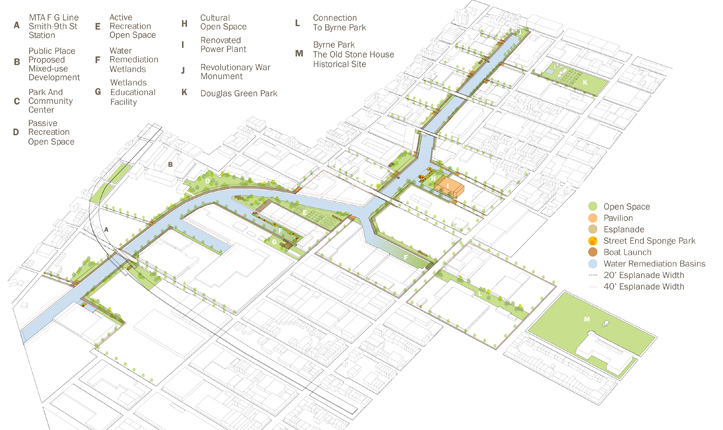 A MTA F G Line
Smith-9th St
Station
B Public Place
Proposed
Mixed-use
Development
C Park And
Community
Center
D Passive
Recreation
Open Space
E Active
Recreation
Open Space
F Water
Remediation
Wetlands
G Wetlands
Educational
Facility
H Cultural
Open Space
I Renovated
Power Plant
J Revolutionary War
Monument
K Douglas Green Park
L Connection
To Byrne Park
M Byrne Park
The Old Stone House
Historical Site
Open Space
Pavilion
Esplanade
Street End Sponge Park
Boat Launch
Water Remediation Basins
20' Esplanade Width
40' Esplanade Width
J
K
B
D
A
E
G
F
L
M